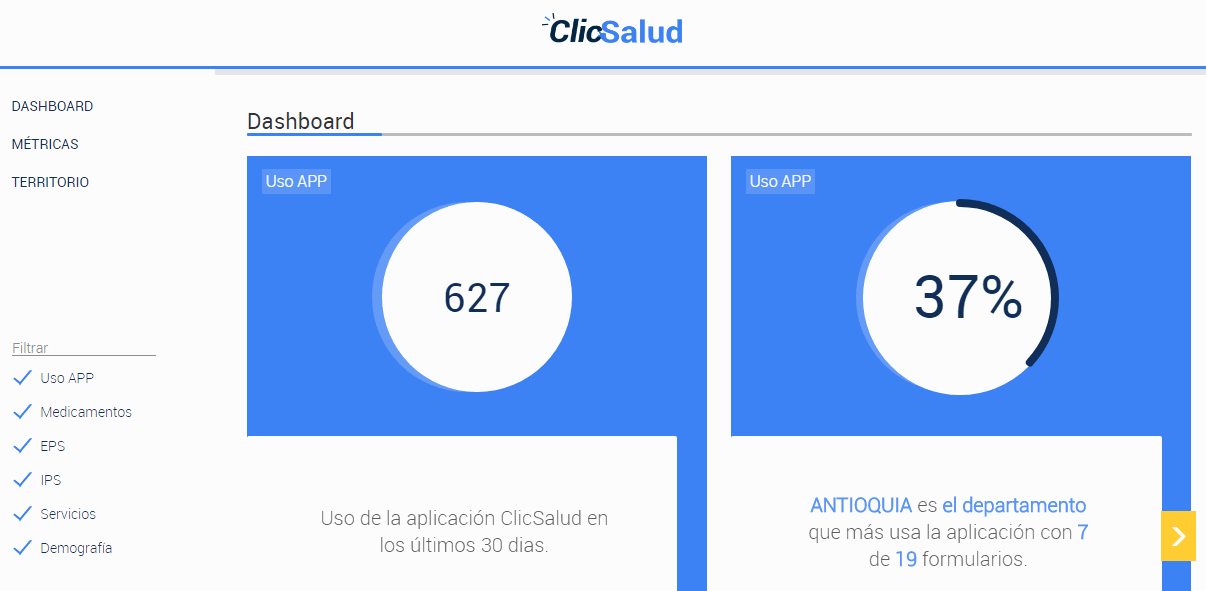 ClicSalud
DASHBOARD
MÉTRICAS
TERRITORIO
Filtrar
Uso APP
Medicamentos
EPS
IPS
Servicios
Demografía
Dashboard
Uso APP
627
Uso de la aplicación ClicSalud en
los últimos 30 dias.
Uso APP
37%
ANTIOQUIA es el departamento
que más usa la aplicación con 7
de 19 formularios.